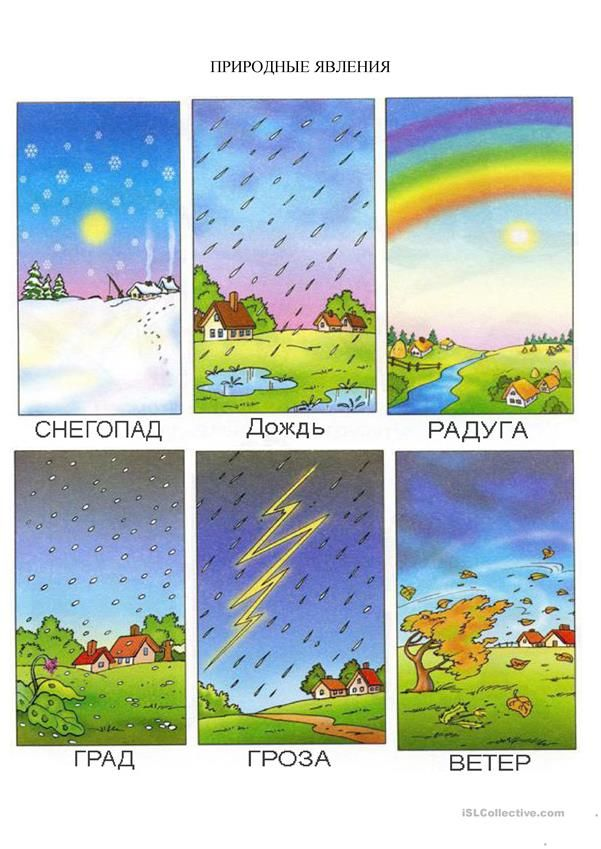 ПРИРОДНЫЕ ЯВЛЕНИЯ
СНЕГОПАД
Дождь
РАДУГА
ГРАД
ГРОЗА
ВЕТЕР
iSLCollective.com